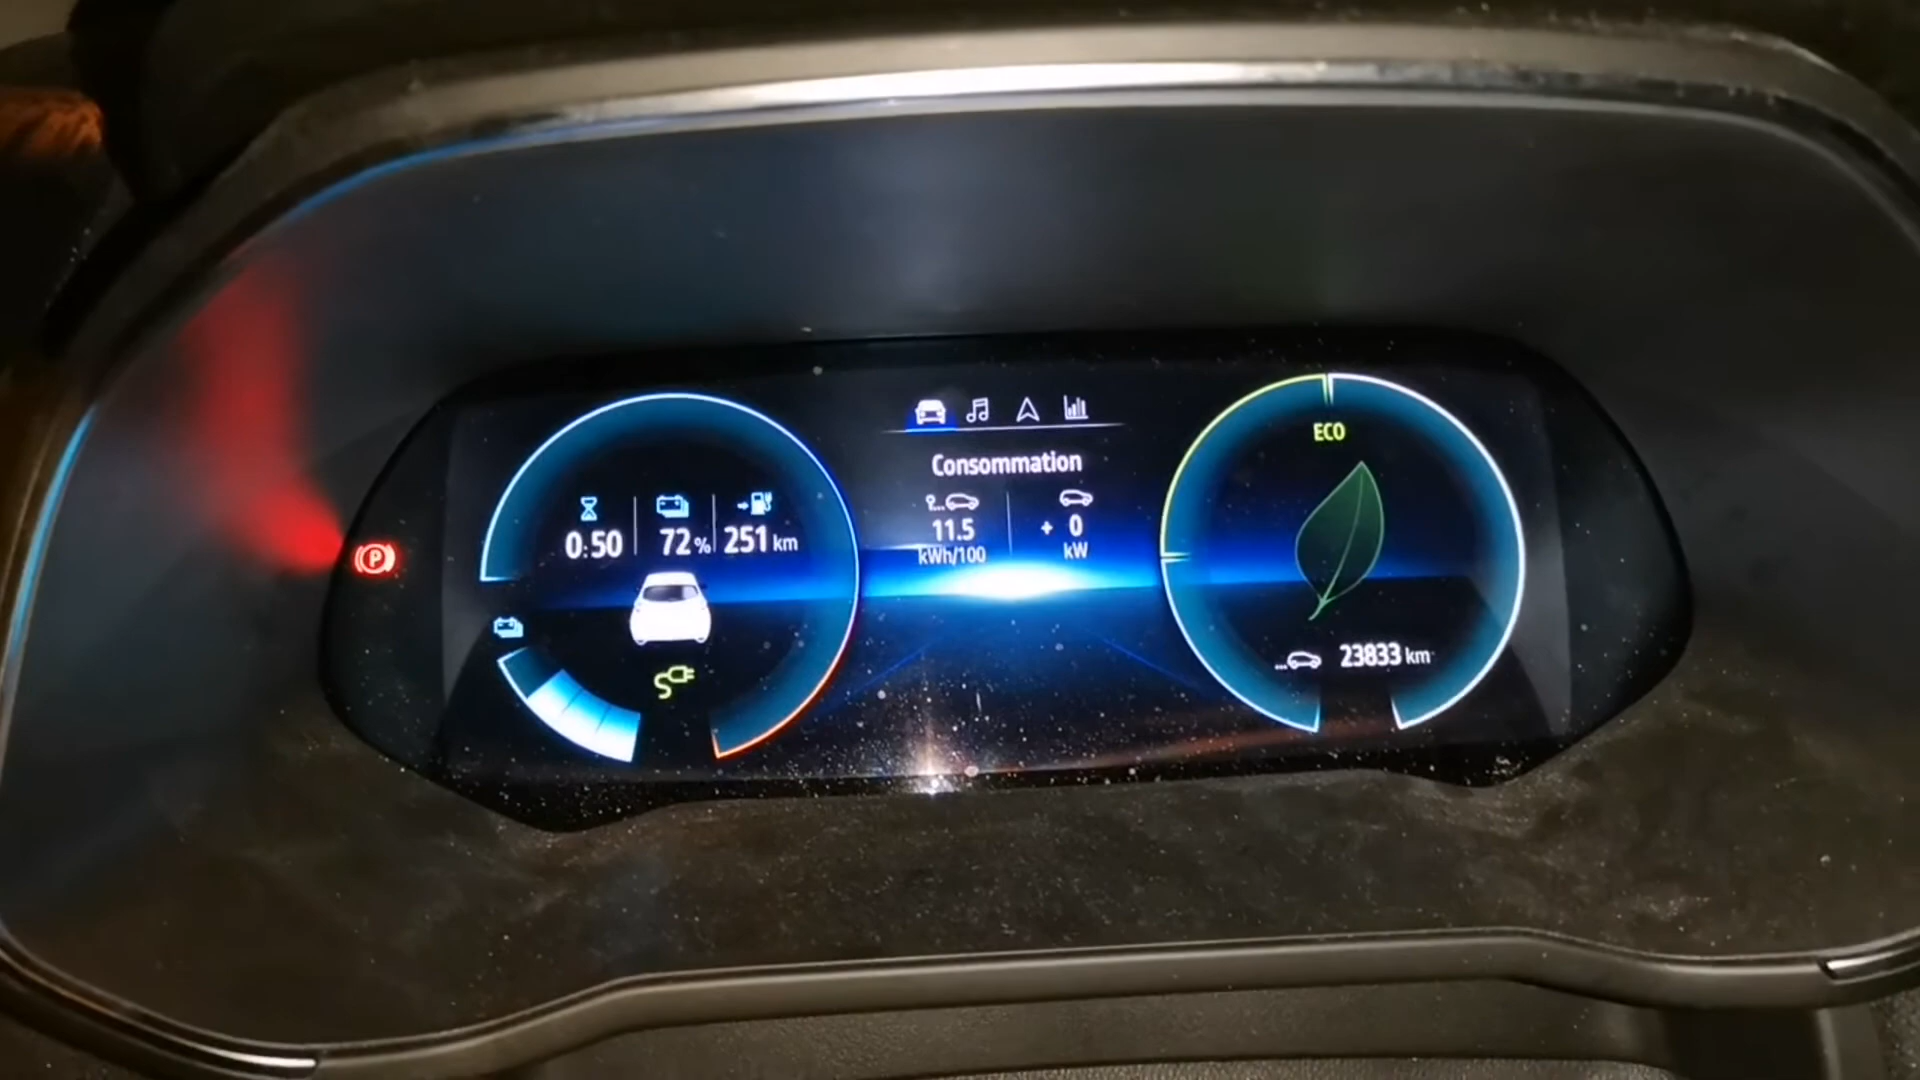 Consommation
11.5
kWh/100
+ 0
kW
0:50
72%
251 km
ECO
23833 km
P